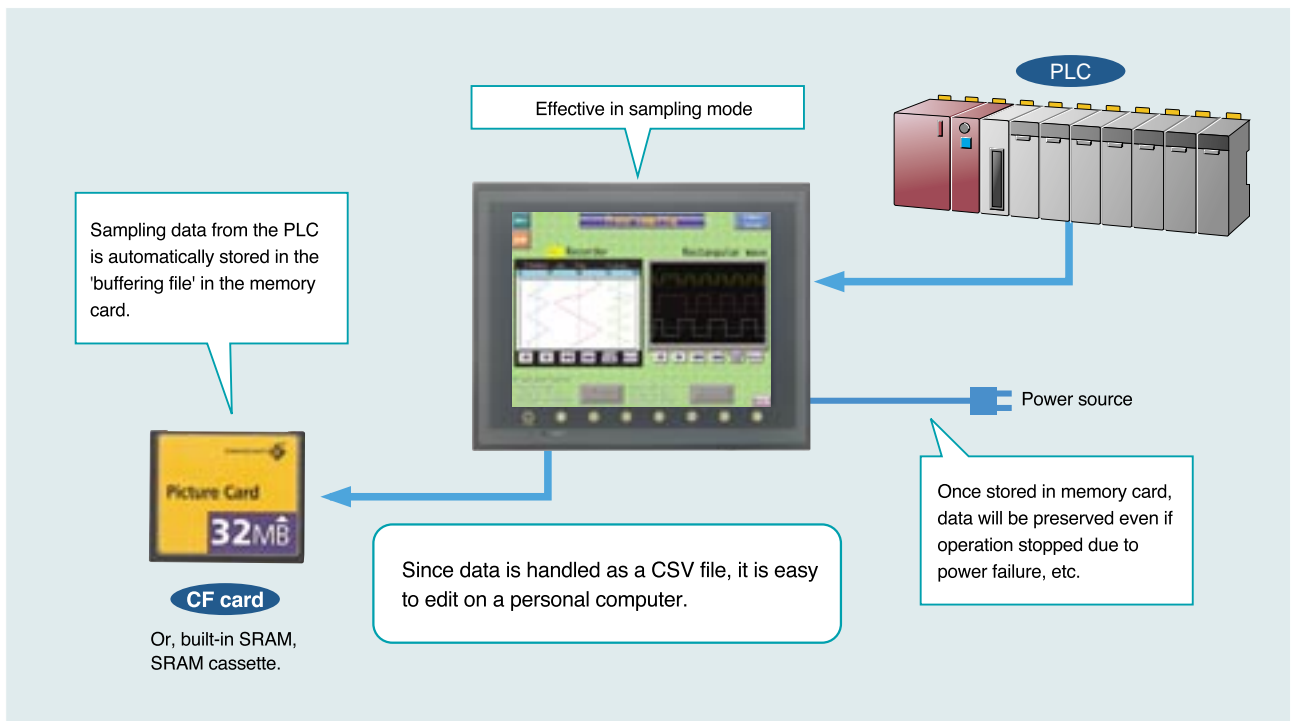 PLC
Effective in sampling mode
Sampling data from the PLC
is automatically stored in the
'buffering file' in the memory
card.
Recorder
Rectangular wave
Power source
Picture Card
32MB
Once stored in memory card,
data will be preserved even if
operation stopped due to
power failure, etc.
Since data is handled as a CSV file, it is easy
to edit on a personal computer.
CF card
Or, built-in SRAM,
SRAM cassette.